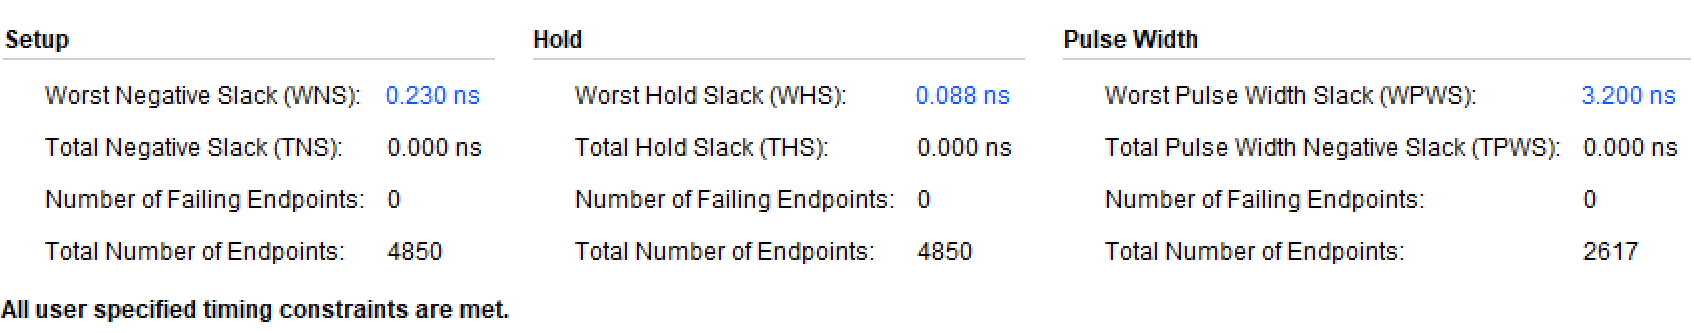 Setup Hold Pulse Width
Worst Negative Slack (WNS): 0.230 ns Worst Hold Slack (WHS): 0.088 ns Worst Pulse Width Slack (WPWS): 3.200 ns
Total Negative Slack (TNS): 0.000 ns Total Hold Slack (THS): 0.000 ns Total Pulse Width Negative Slack (TPWS): 0.000 ns
Number of Failing Endpoints: 0 Number of Failing Endpoints: 0 Number of Failing Endpoints: 0
Total Number of Endpoints: 4850 Total Number of Endpoints: 4850 Total Number of Endpoints: 2617
All user specified timing constraints are met.